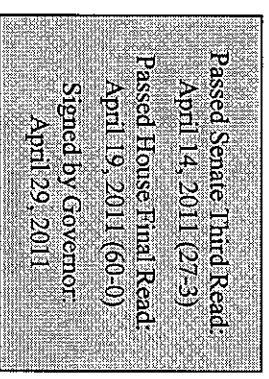 Passed Senate Third Read:
April 14, 2011 (27-3)
Passed House Final Read:
April 19, 2011 (60-0)
Signed by Governor:
April 29, 2011